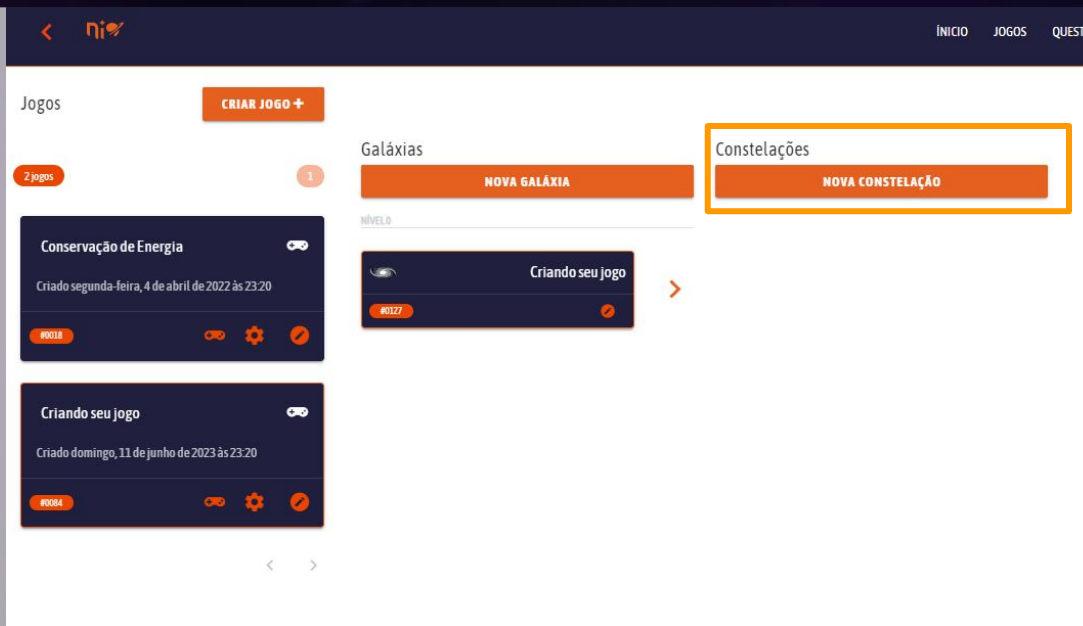 nio
ÍNICIO JOGOS QUEST
Jogos
CRIAR JOGO +
2 jogos
1
Conservação de Energia
Criado segunda-feira, 4 de abril de 2022 às 23:20
#0018
Criando seu jogo
Criado domingo, 11 de junho de 2023 às 23:20
#0084
Galáxias
NOVA GALÁXIA
NÍVEL 0
Criando seu jogo
#0127
Constelações
NOVA CONSTELAÇÃO